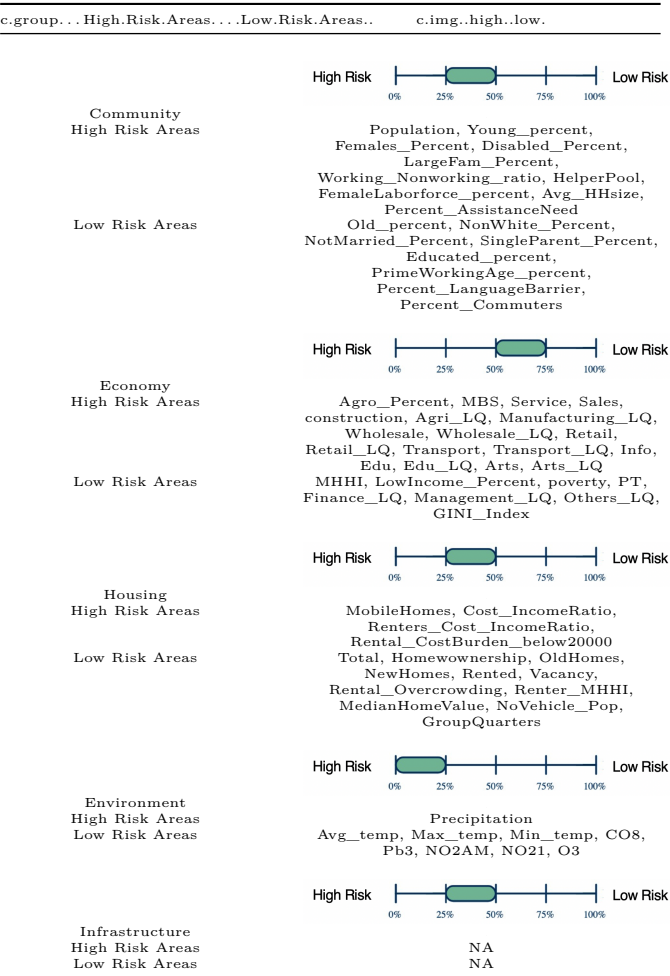 c.group...High.Risk.Areas....Low.Risk.Areas.. c.img..high..low.
High Risk Low Risk
0% 25% 50% 75% 100%
Community
High Risk Areas Population, Young_percent,
Females_Percent, Disabled_Percent,
LargeFam_Percent,
Working_Nonworking_ratio, HelperPool,
FemaleLaborforce_percent, Avg_HHsize,
Percent_AssistanceNeed
Low Risk Areas Old_percent, NonWhite_Percent,
NotMarried_Percent, SingleParent_Percent,
Educated_percent,
PrimeWorkingAge_percent,
Percent_LanguageBarrier,
Percent_Commuters
High Risk Low Risk
0% 25% 50% 75% 100%
Economy
High Risk Areas Agro_Percent, MBS, Service, Sales,
construction, Agri_LQ, Manufacturing_LQ,
Wholesale, Wholesale_LQ, Retail,
Retail_LQ, Transport, Transport_LQ, Info,
Edu, Edu_LQ, Arts, Arts_LQ
Low Risk Areas MHHI, LowIncome_Percent, poverty, PT,
Finance_LQ, Management_LQ, Others_LQ,
GINI_Index
High Risk Low Risk
0% 25% 50% 75% 100%
Housing
High Risk Areas MobileHomes, Cost_IncomeRatio,
Renters_Cost_IncomeRatio,
Rental_CostBurden_below20000
Low Risk Areas Total, Homewownership, OldHomes,
NewHomes, Rented, Vacancy,
Rental_Overcrowding, Renter_MHHI,
MedianHomeValue, NoVehicle_Pop,
GroupQuarters
High Risk Low Risk
0% 25% 50% 75% 100%
Environment
High Risk Areas Precipitation
Low Risk Areas Avg_temp, Max_temp, Min_temp, CO8,
Pb3, NO2AM, NO21, O3
High Risk Low Risk
0% 25% 50% 75% 100%
Infrastructure
High Risk Areas NA
Low Risk Areas NA